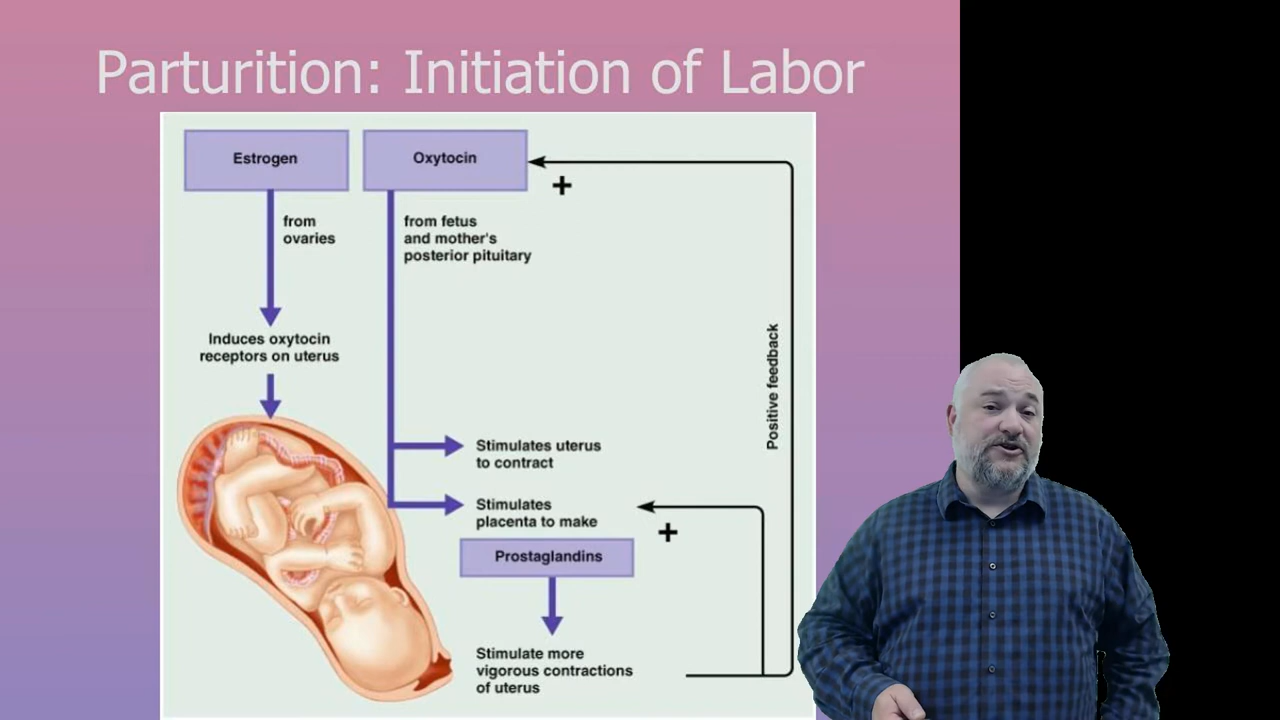 Parturition: Initiation of Labor
Estrogen
Oxytocin
+
from
ovaries
from fetus
and mother's
posterior pituitary
Induces oxytocin
receptors on uterus
Positive feedback
Stimulates uterus
to contract
Stimulates
placenta to make
+
Prostaglandins
Stimulate more
vigorous contractions
of uterus